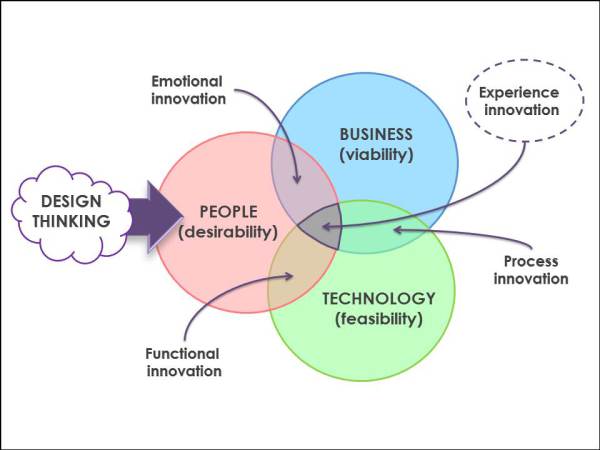 Emotional
innovation
Experience
innovation
BUSINESS
(viability)
DESIGN
THINKING
PEOPLE
(desirability)
Process
innovation
TECHNOLOGY
(feasibility)
Functional
innovation